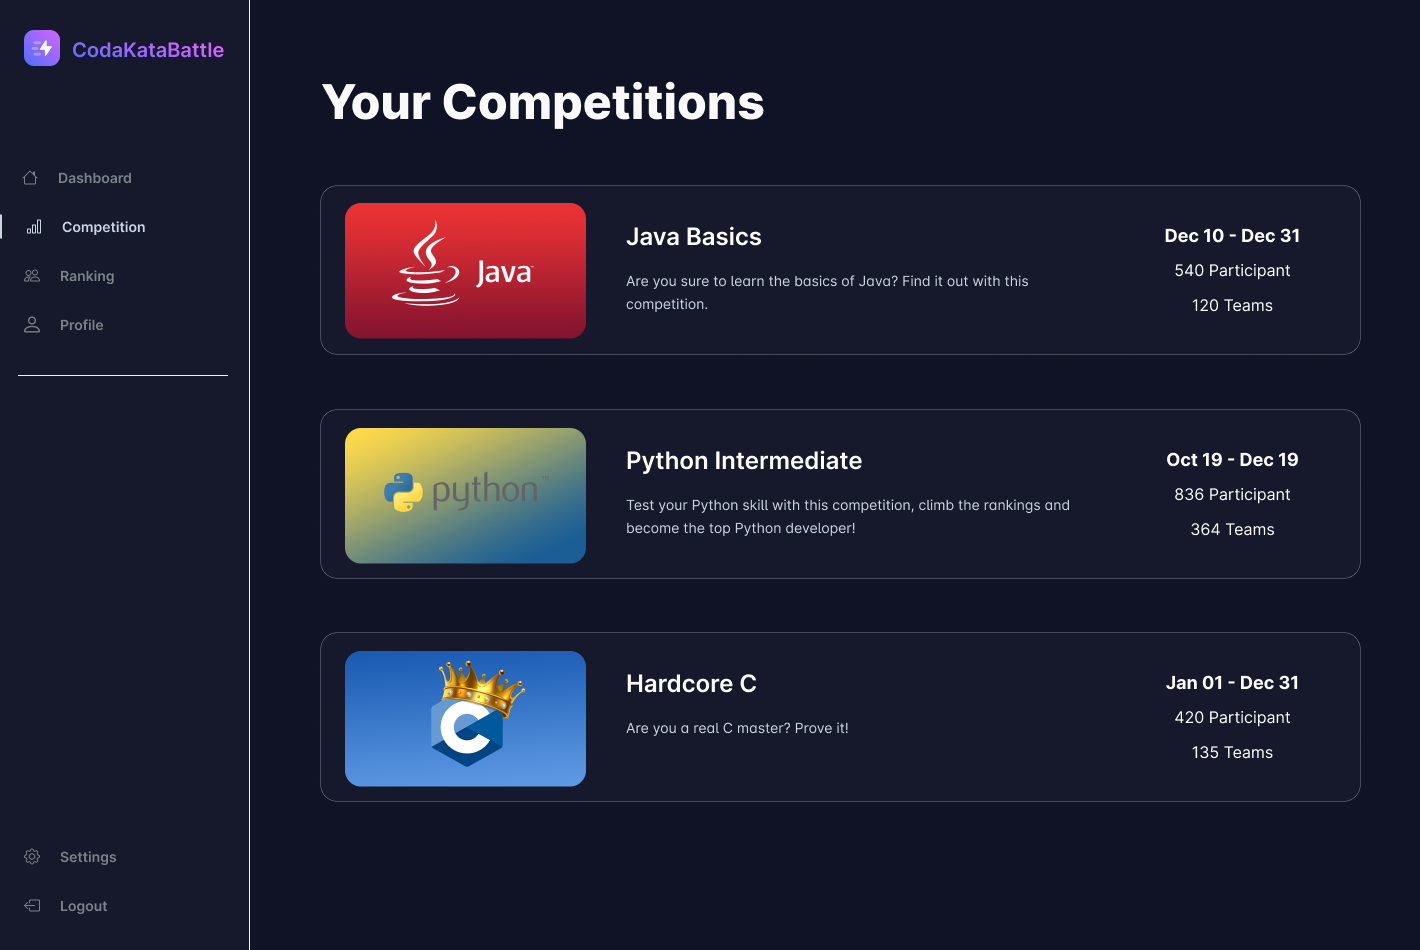 CodaKataBattle
Dashboard
Competition
Ranking
Profile
Settings
Logout
Your Competitions
Java
Java Basics
Are you sure to learn the basics of Java? Find it out with this
competition.
Dec 10 - Dec 31
540 Participant
120 Teams
python™
Python Intermediate
Test your Python skill with this competition, climb the rankings and
become the top Python developer!
Oct 19 - Dec 19
836 Participant
364 Teams
C
Hardcore C
Are you a real C master? Prove it!
Jan 01 - Dec 31
420 Participant
135 Teams